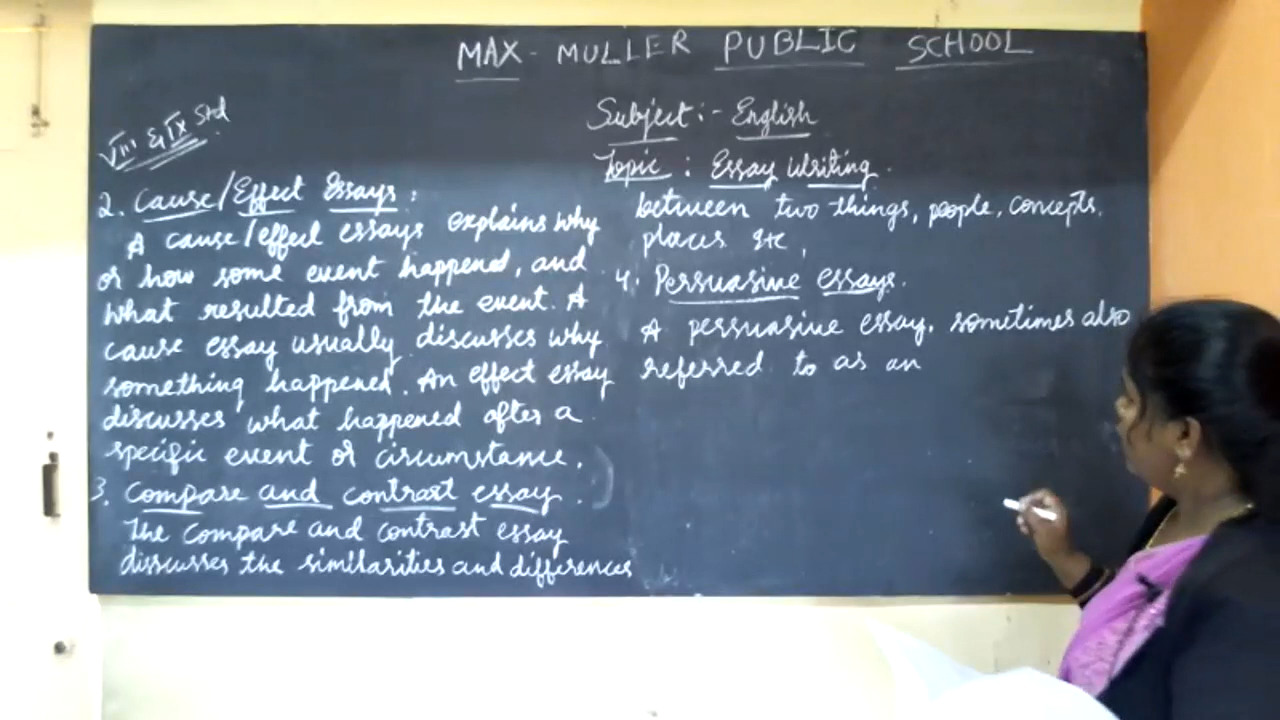 MAX - MULLER PUBLIC SCHOOL
VIII & IX Std
Subject :- English
Topic : Essay Writing.
2. Cause/Effect Essays :
A cause/effect essays explains why
or how some event happened, and
what resulted from the event. A
cause essay usually discusses why
something happened. An effect essay
discusses what happened after a
specific event or circumstance.
3. Compare and contrast essay.
The compare and contrast essay
disscusses the similarities and differences
between two things, people, concepts,
places etc,
4. Persuasive essays.
A persuasive essay, sometimes also
referred to as an